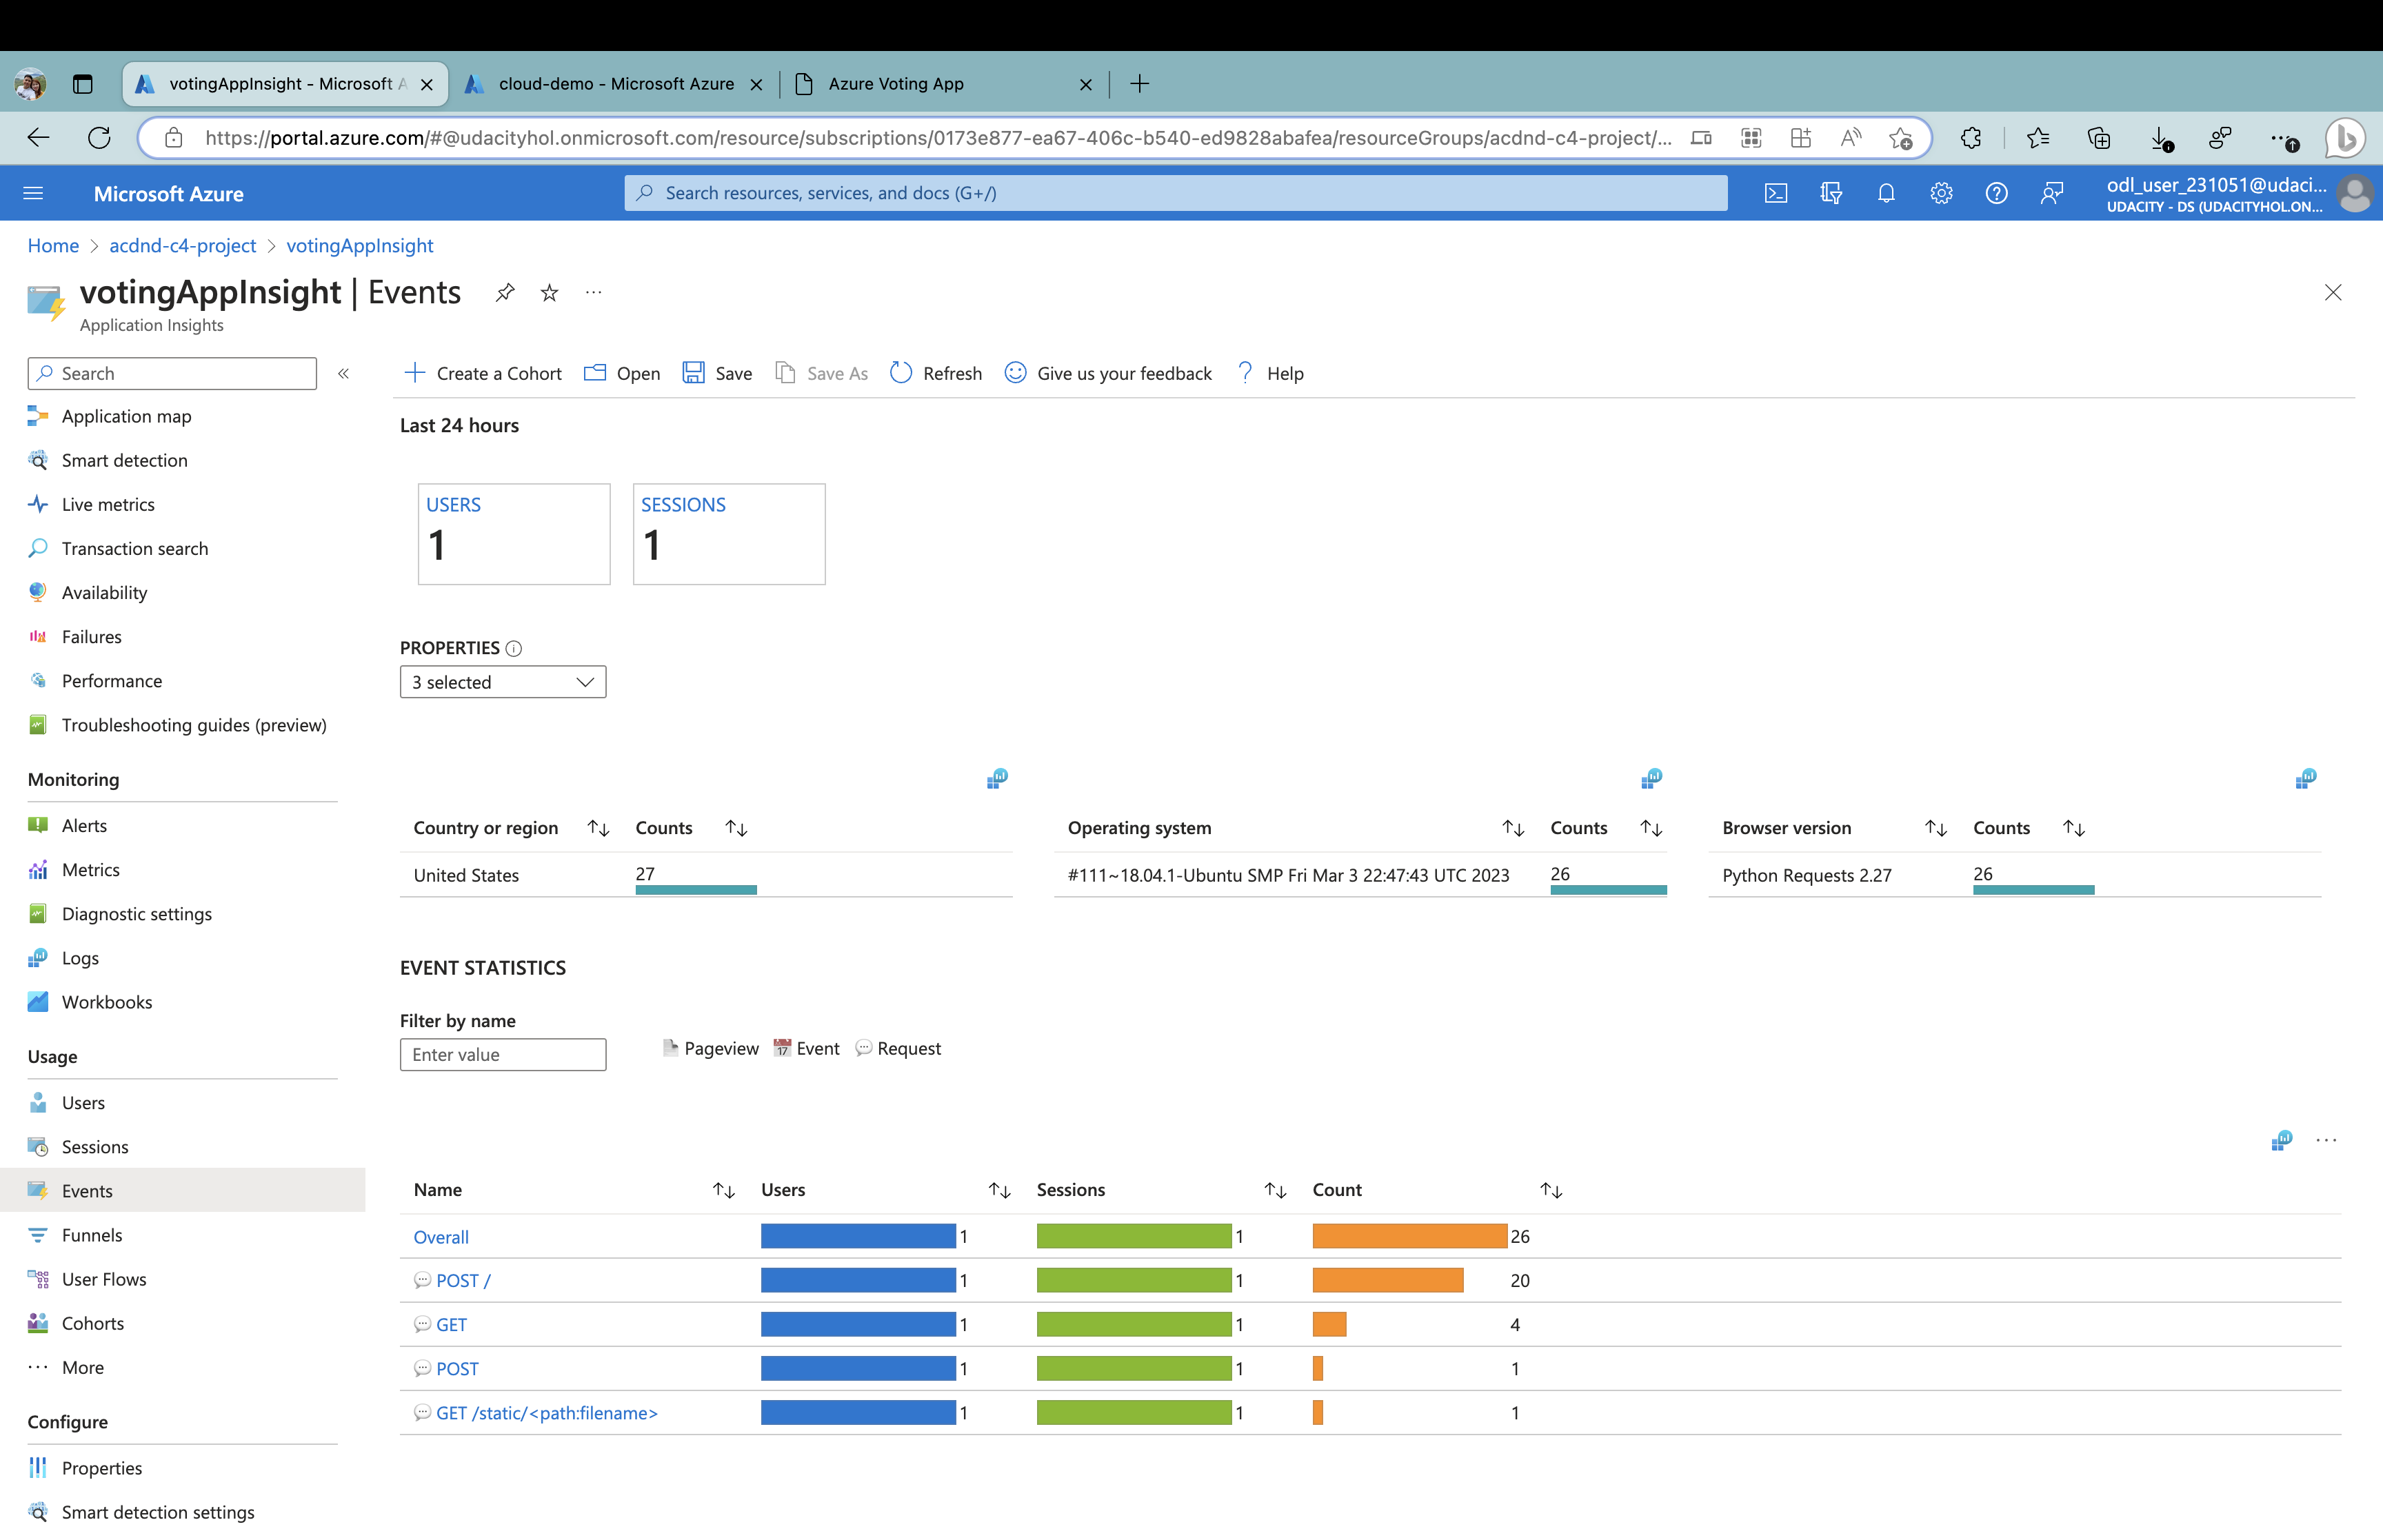 votingAppInsight - Microsoft A
cloud-demo - Microsoft Azure
Azure Voting App
https://portal.azure.com/#@udacityhol.onmicrosoft.com/resource/subscriptions/0173e877-ea67-406c-b540-ed9828abafea/resourceGroups/acdnd-c4-project/...
Microsoft Azure
Search resources, services, and docs (G+/)
odl_user_231051@udaci...
UDACITY - DS (UDACITYHOL.ON...
Home > acdnd-c4-project > votingAppInsight
votingAppInsight | Events
Application Insights
Search
Create a Cohort
Open
Save
Save As
Refresh
Give us your feedback
Help
Application map
Smart detection
Live metrics
Transaction search
Availability
Failures
Performance
Troubleshooting guides (preview)
Monitoring
Alerts
Metrics
Diagnostic settings
Logs
Workbooks
Usage
Users
Sessions
Events
Funnels
User Flows
Cohorts
More
Configure
Properties
Smart detection settings
Last 24 hours
USERS
1
SESSIONS
1
PROPERTIES
3 selected
Country or region Counts
United States 27
Operating system Counts
#111~18.04.1-Ubuntu SMP Fri Mar 3 22:47:43 UTC 2023 26
Browser version Counts
Python Requests 2.27 26
EVENT STATISTICS
Filter by name
Enter value
Pageview 17 Event Request
Name Users Sessions Count
Overall 1 1 26
POST / 1 1 20
GET 1 1 4
POST 1 1 1
GET /static/<path:filename> 1 1 1